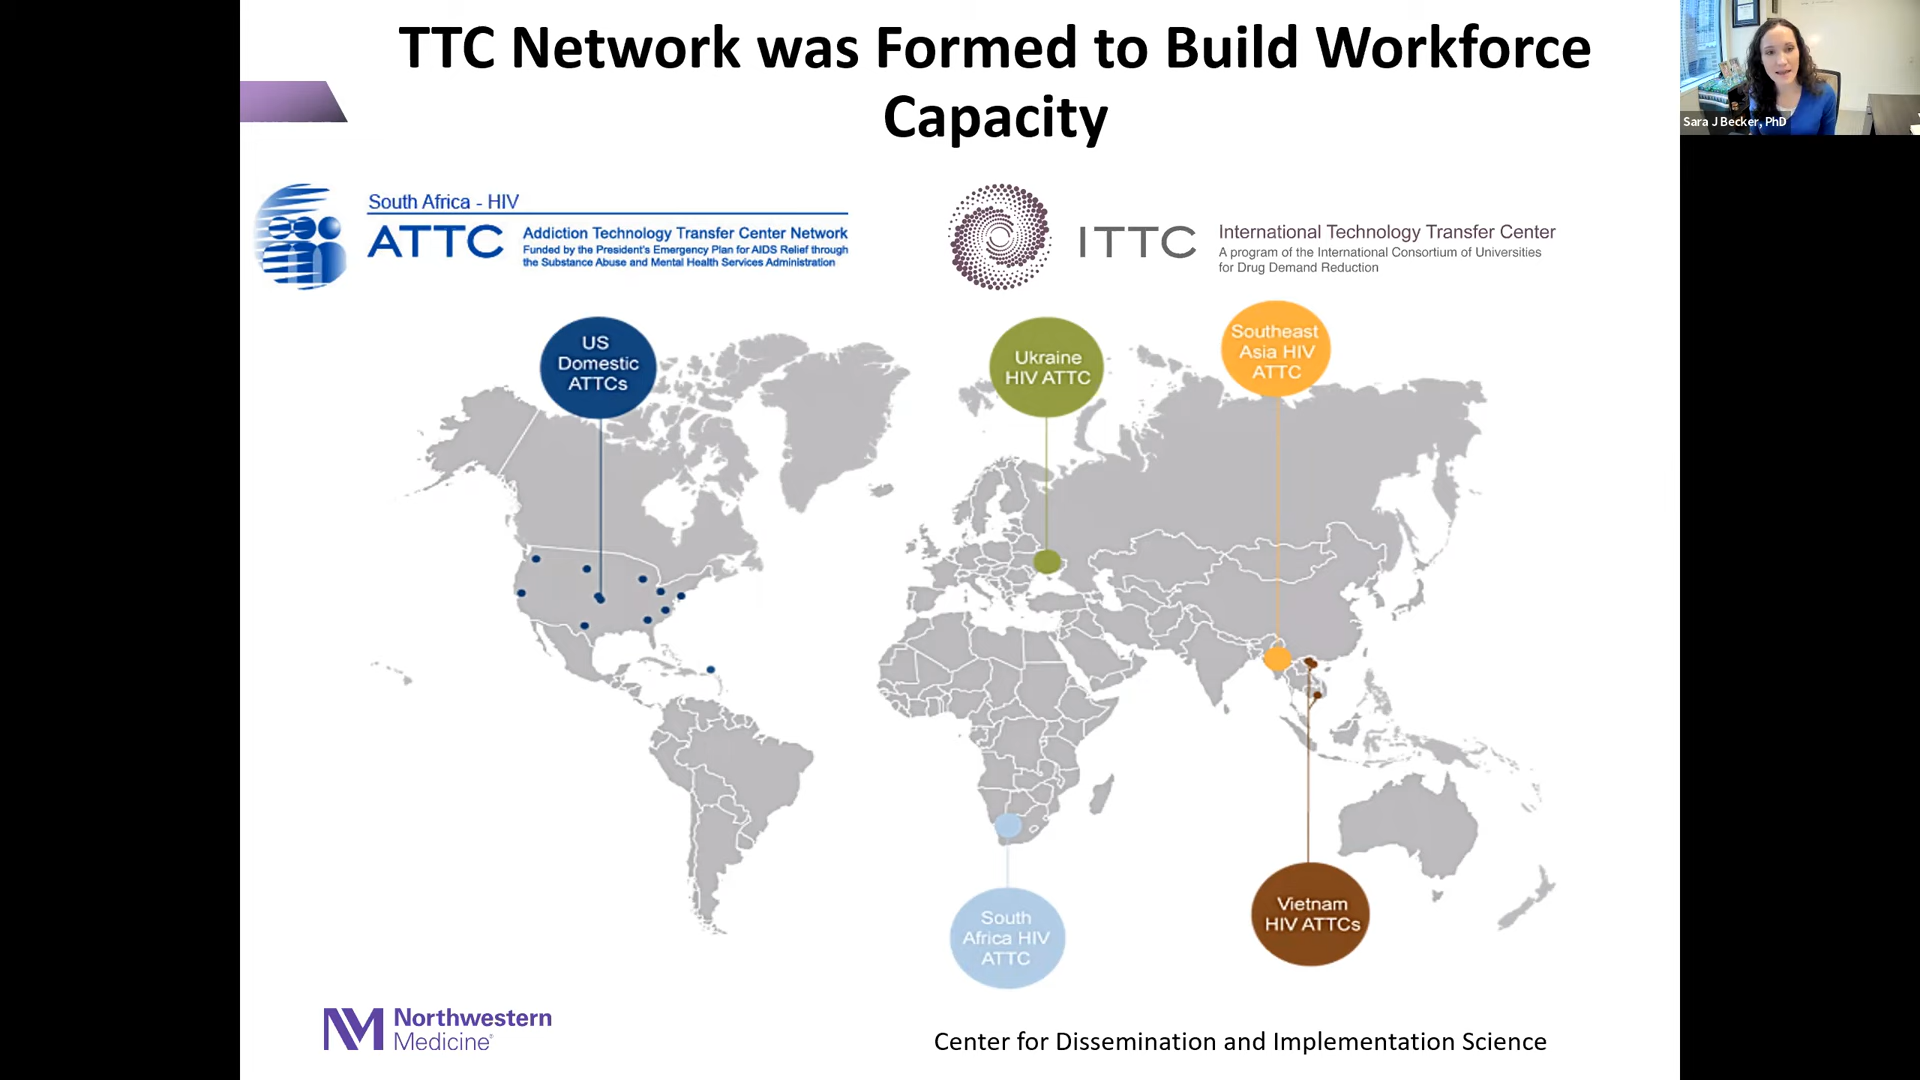 TTC Network was Formed to Build Workforce
Capacity
Sara J Becker, PhD
South Africa - HIV
ATTC
Addiction Technology Transfer Center Network
Funded by the President's Emergency Plan for AIDS Relief through
the Substance Abuse and Mental Health Services Administration
ITTC
International Technology Transfer Center
A program of the International Consortium of Universities
for Drug Demand Reduction
US
Domestic
ATTCs
Ukraine
HIV ATTC
Southeast
Asia HIV
ATTC
South
Africa HIV
ATTC
Vietnam
HIV ATTCs
NM
Northwestern
Medicine®
Center for Dissemination and Implementation Science